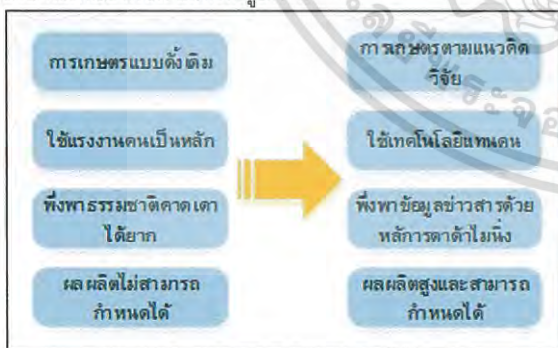 การเกษตรแบบดั้งเดิม
การเกษตรตามแนวคิด
วิจัย
ใช้แรงงานคนเป็นหลัก
ใช้เทคโนโลยีแทนคน
พึ่งพาธรรมชาติคาดเดา
ได้ยาก
พึ่งพาข้อมูลข่าวสารด้วย
หลักการดาต้าไมนิ่ง
ผลผลิตไม่สามารถ
กำหนดได้
ผลผลิตสูงและสามารถ
กำหนดได้